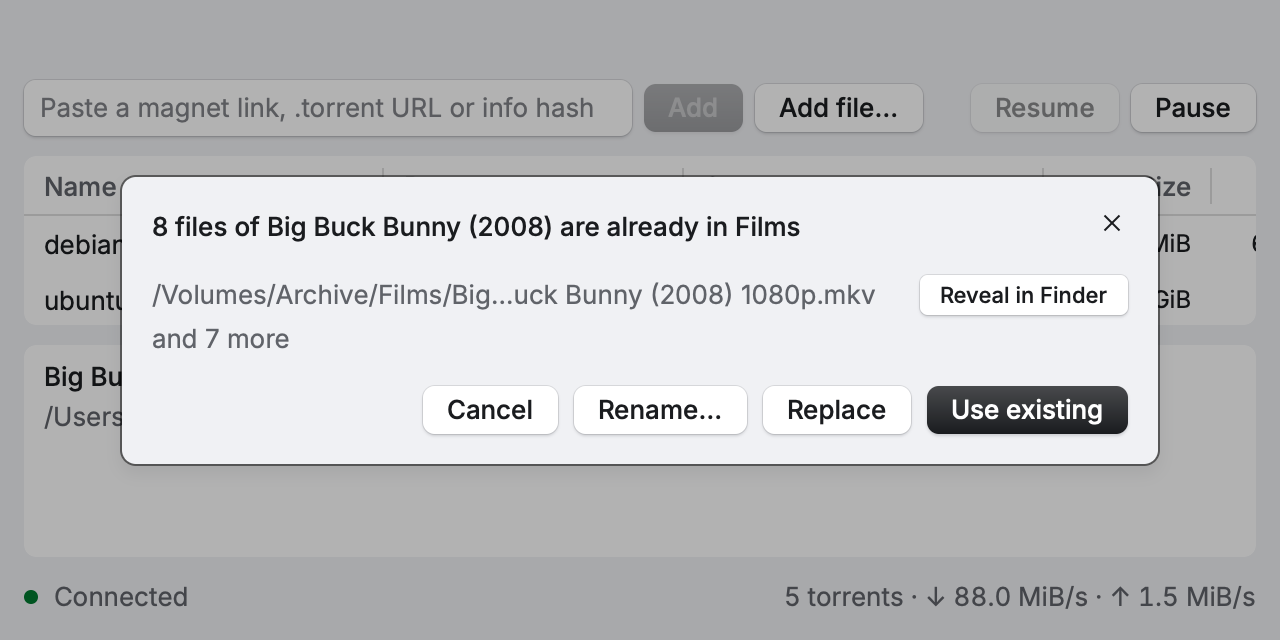 Paste a magnet link, .torrent URL or info hash
Add
Add file...
Resume
Pause
Name
8 files of Big Buck Bunny (2008) are already in Films
/Volumes/Archive/Films/Big...uck Bunny (2008) 1080p.mkv
and 7 more
Reveal in Finder
Cancel
Rename...
Replace
Use existing
Connected
5 torrents · ↓ 88.0 MiB/s · ↑ 1.5 MiB/s